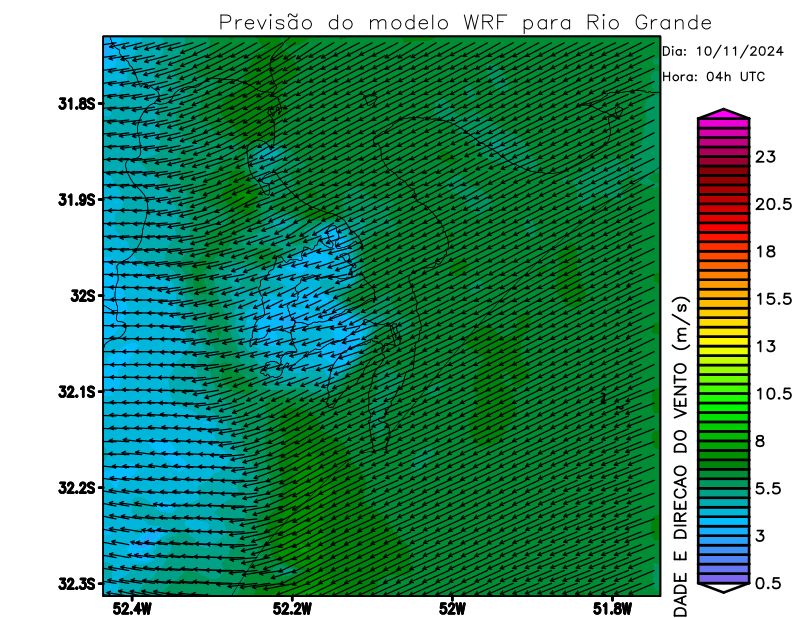 Previsão do modelo WRF para Rio Grande
Dia: 10/11/2024
Hora: 04h UTC
31.8S
31.9S
32S
32.1S
32.2S
32.3S
52.4W
52.2W
52W
51.8W
DADE E DIRECAO DO VENTO (m/s)
23
20.5
18
15.5
13
10.5
8
5.5
3
0.5